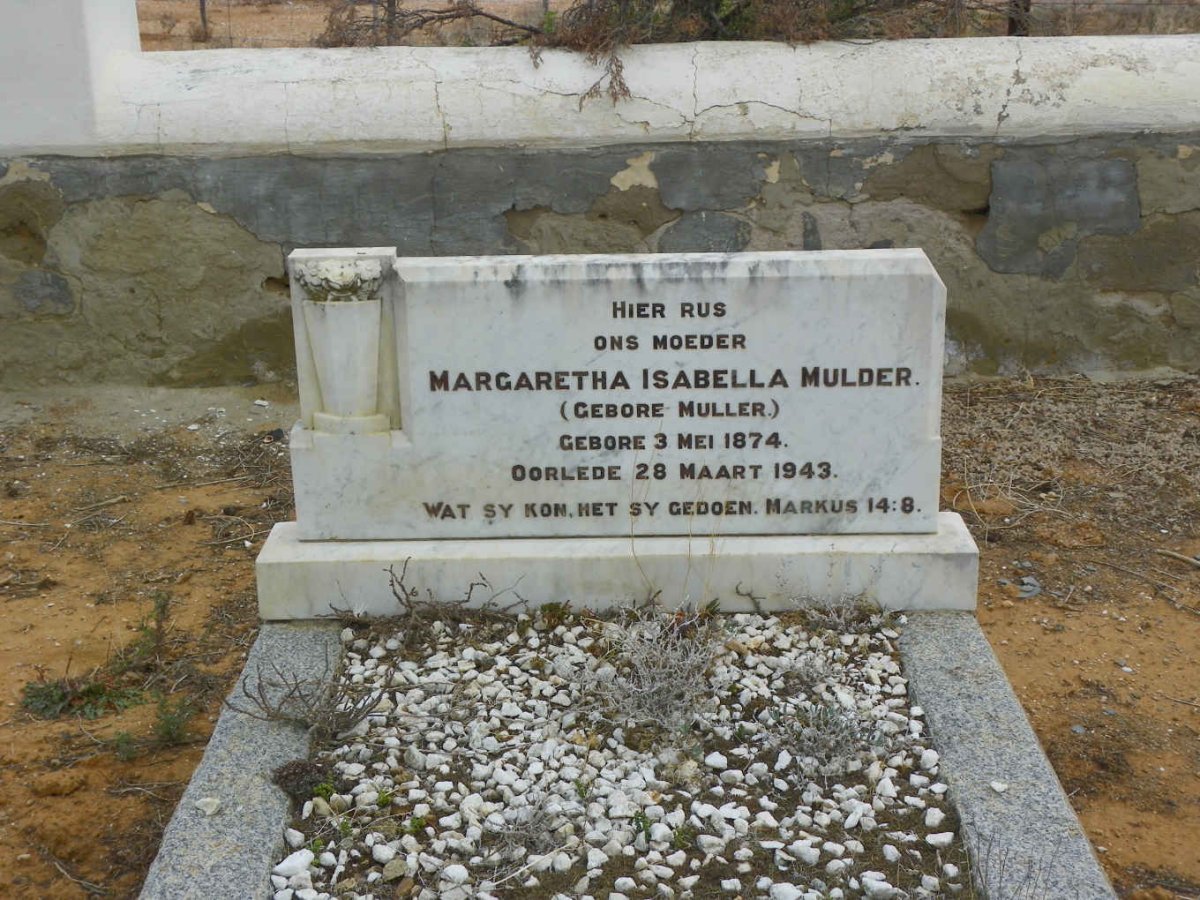 HIER RUS
ONS MOEDER
MARGARETHA ISABELLA MULDER.
(GEBORE MULLER.)
GEBORE 3 MEI 1874.
OORLEDE 28 MAART 1943.
WAT SY KON, HET SY GEDOEN. MARKUS 14:8.